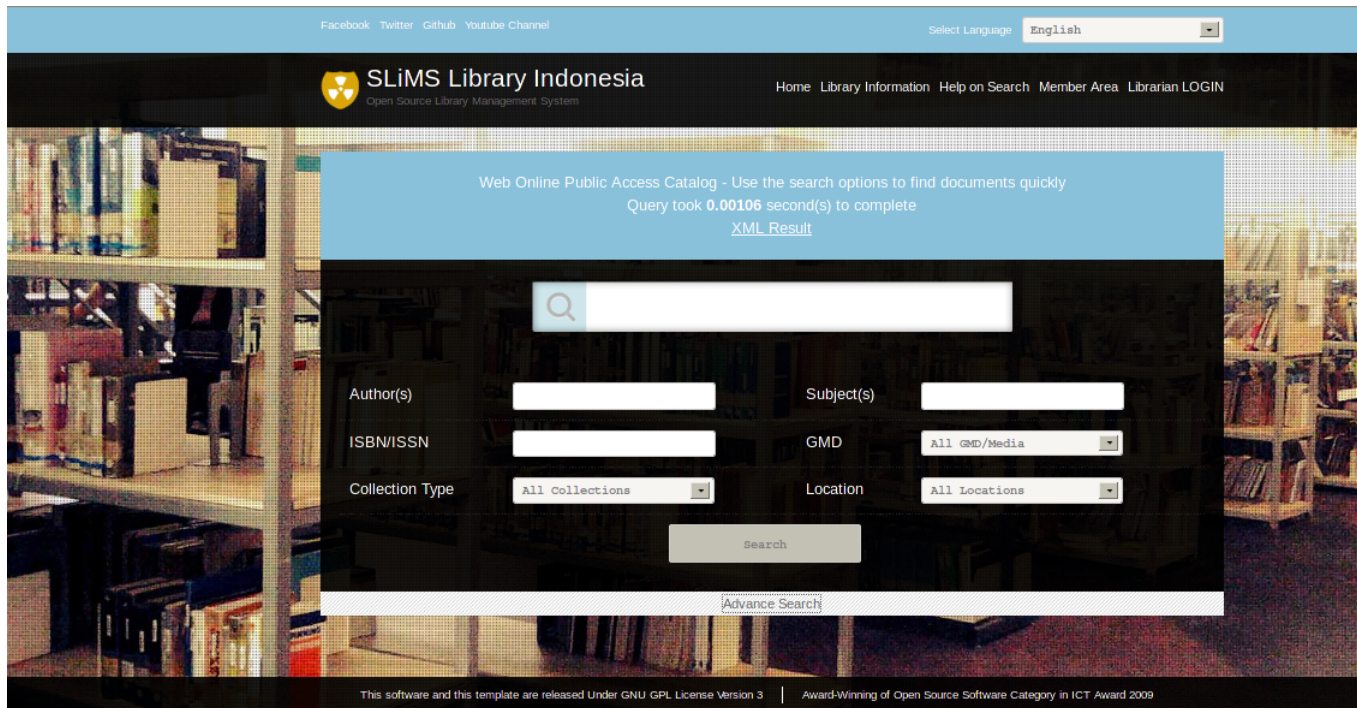 Facebook Twitter Github Youtube Channel
Select Language English
SLiMS Library Indonesia
Open Source Library Management System
Home Library Information Help on Search Member Area Librarian LOGIN
Web Online Public Access Catalog - Use the search options to find documents quickly
Query took 0.00106 second(s) to complete
XML Result
Author(s) Subject(s)
ISBN/ISSN GMD All GMD/Media
Collection Type All Collections Location All Locations
Search
Advance Search
This software and this template are released Under GNU GPL License Version 3
Award-Winning of Open Source Software Category in ICT Award 2009